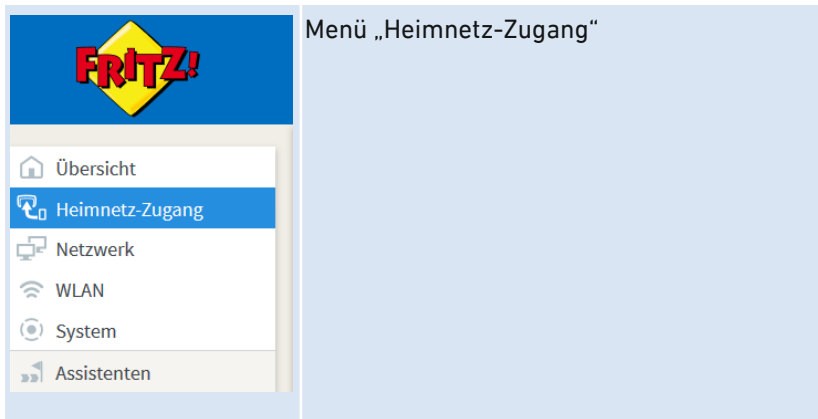 FRITZ!
Menü „Heimnetz-Zugang“
Übersicht
Heimnetz-Zugang
Netzwerk
WLAN
System
Assistenten